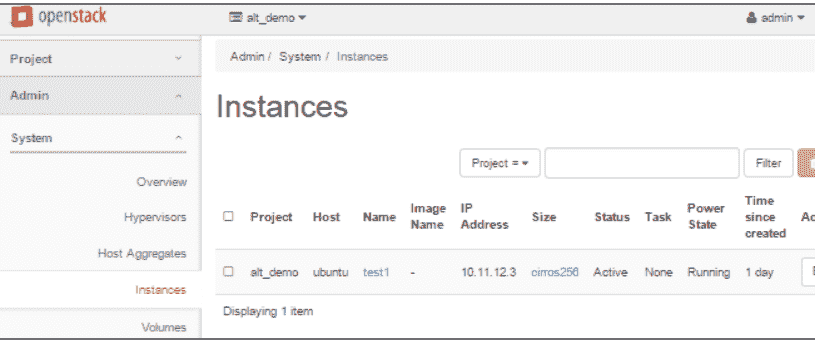 openstack
alt_demo
admin
Project
Admin / System / Instances
Admin
Instances
System
Project =
Filter
Overview
Hypervisors
Host Aggregates
Instances
Volumes
Project Host Name Image Name IP Address Size Status Task Power State Time since created
alt_demo ubuntu test1 - 10.11.12.3 cirros256 Active None Running 1 day
Displaying 1 item